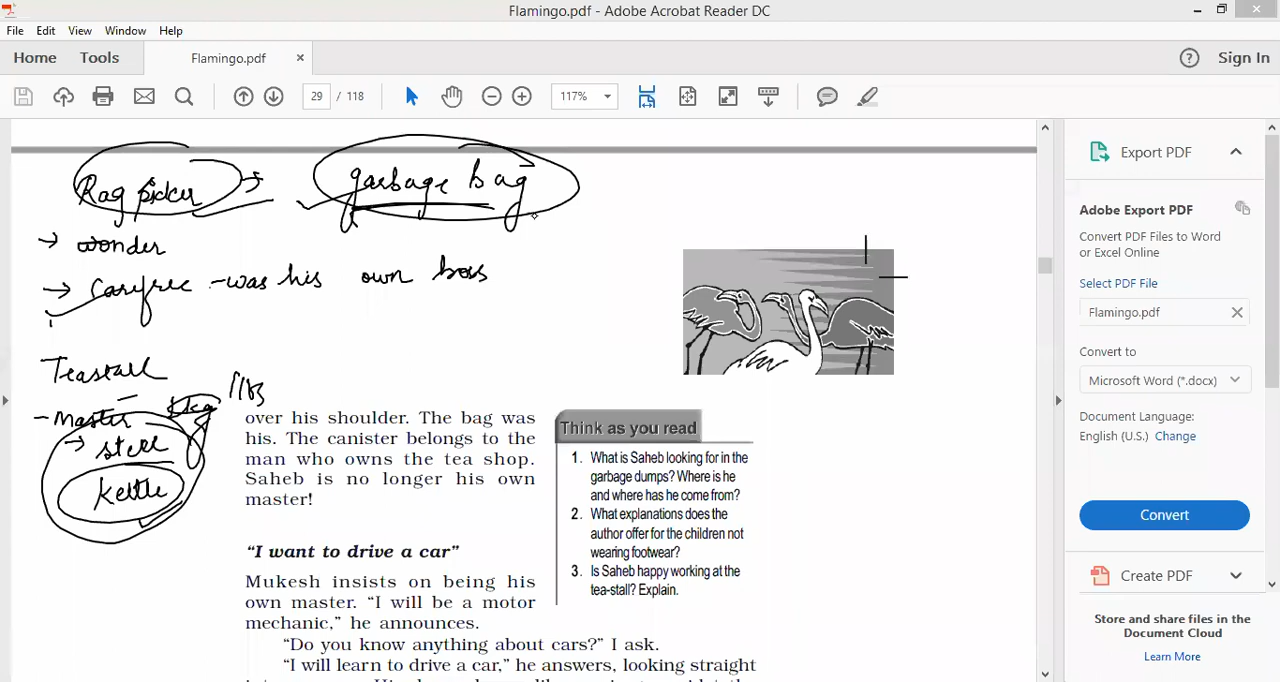 Flamingo.pdf - Adobe Acrobat Reader DC
File Edit View Window Help
Home Tools Flamingo.pdf × Sign In
29 / 118 117%
Rag picker → garbage bag
→ wonder
→ Carefree - was his own boss
Teastall
- Master
→ steel
Kettle
over his shoulder. The bag was
his. The canister belongs to the
man who owns the tea shop.
Saheb is no longer his own
master!
"I want to drive a car"
Mukesh insists on being his
own master. "I will be a motor
mechanic," he announces.
"Do you know anything about cars?" I ask.
"I will learn to drive a car," he answers, looking straight
Think as you read
1. What is Saheb looking for in the
garbage dumps? Where is he
and where has he come from?
2. What explanations does the
author offer for the children not
wearing footwear?
3. Is Saheb happy working at the
tea-stall? Explain.
Export PDF
Adobe Export PDF
Convert PDF Files to Word
or Excel Online
Select PDF File
Flamingo.pdf ×
Convert to
Microsoft Word (*.docx)
Document Language:
English (U.S.) Change
Convert
Create PDF
Store and share files in the
Document Cloud
Learn More